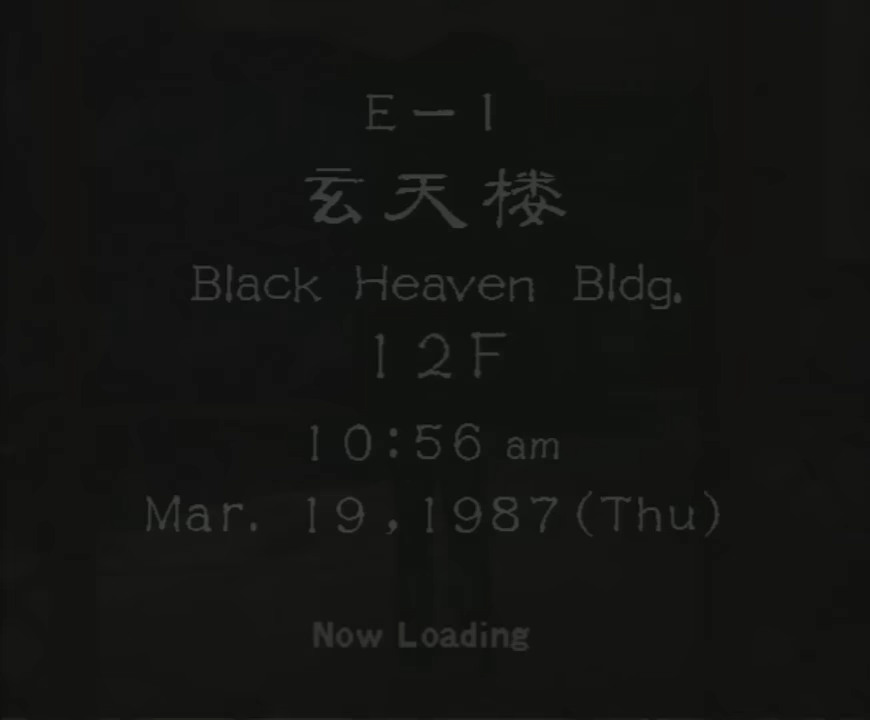 E－1
玄天楼
Black Heaven Bldg.
12F
10:56 am
Mar. 19,1987(Thu)
Now Loading